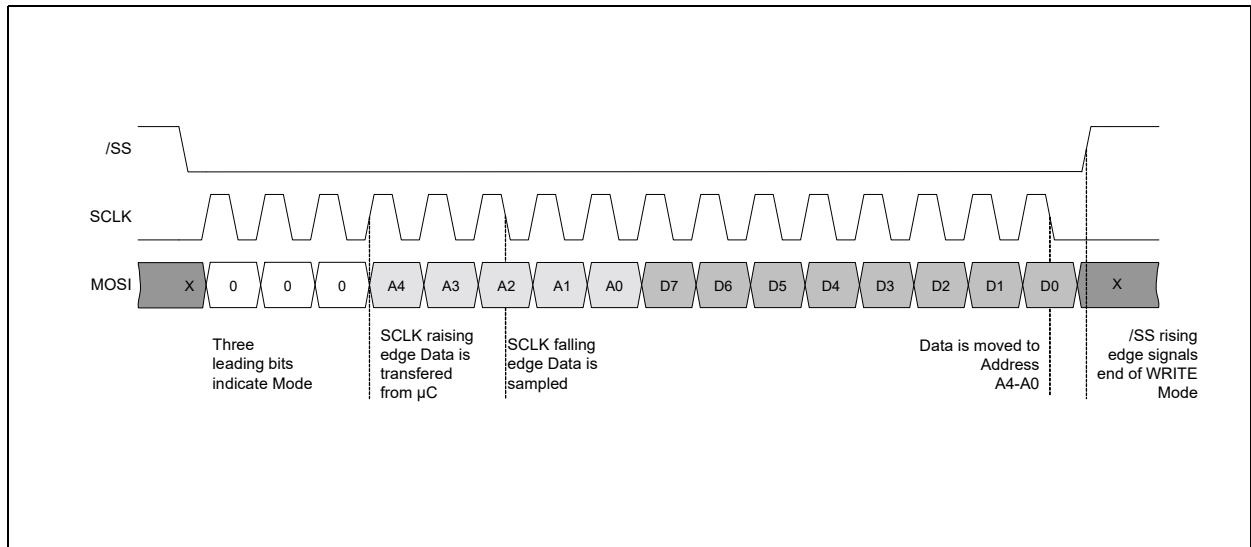 /SS
SCLK
MOSI X 0 0 0 A4 A3 A2 A1 A0 D7 D6 D5 D4 D3 D2 D1 D0 X
Three
leading bits
indicate Mode
SCLK raising
edge Data is
transfered
from µC
SCLK falling
edge Data is
sampled
Data is moved to
Address
A4-A0
/SS rising
edge signals
end of WRITE
Mode